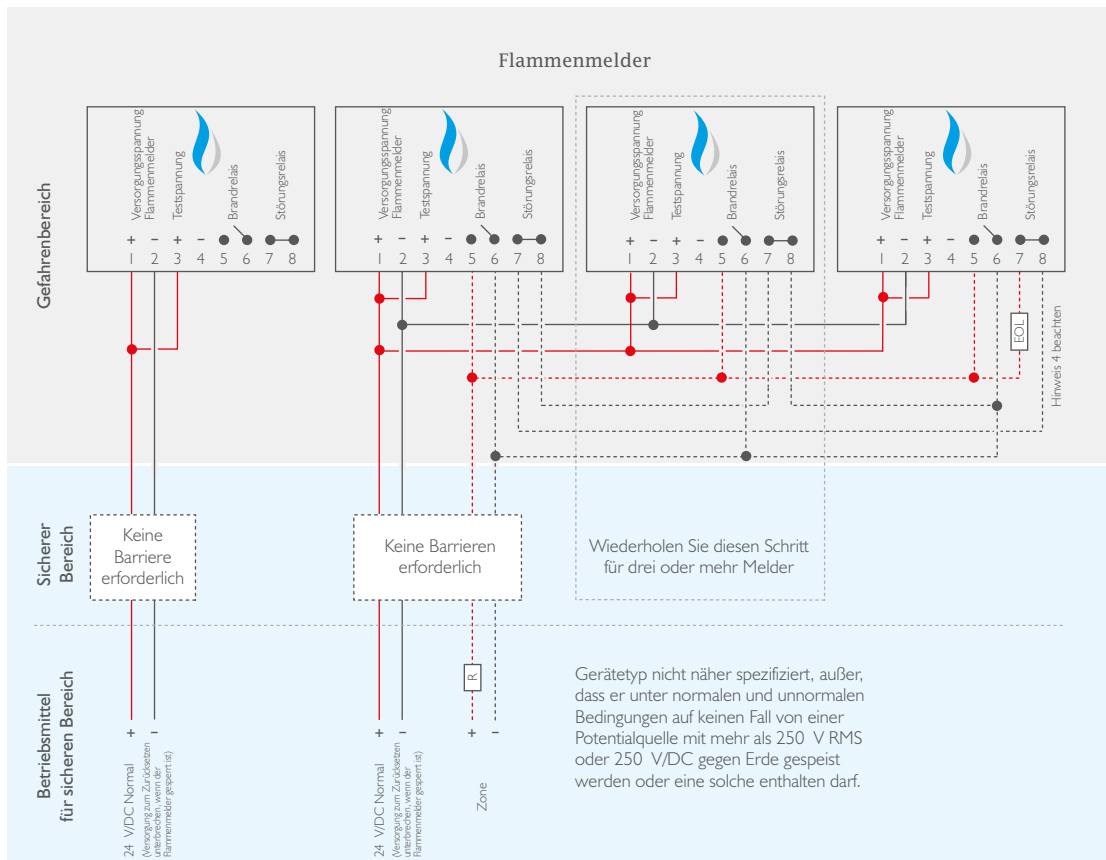 Flammenmelder
Gefahrenbereich
Versorgungsspannung
Flammenmelder
Testspannung
Brandrelais
Störungsrelais
+ − + −
1 2 3 4 5 6 7 8
Versorgungsspannung
Flammenmelder
Testspannung
Brandrelais
Störungsrelais
+ − + −
1 2 3 4 5 6 7 8
Versorgungsspannung
Flammenmelder
Testspannung
Brandrelais
Störungsrelais
+ − + −
1 2 3 4 5 6 7 8
Versorgungsspannung
Flammenmelder
Testspannung
Brandrelais
Störungsrelais
+ − + −
1 2 3 4 5 6 7 8
EOL
Hinweis 4 beachten
Sicherer
Bereich
Keine
Barriere
erforderlich
Keine Barrieren
erforderlich
Wiederholen Sie diesen Schritt
für drei oder mehr Melder
Betriebsmittel
für sicheren Bereich
+ −
24 V/DC Normal
(Versorgung zum Zurücksetzen
unterbrechen, wenn der
Flammenmelder gesperrt ist)
R
+ −
24 V/DC Normal
(Versorgung zum Zurücksetzen
unterbrechen, wenn der
Flammenmelder gesperrt ist)
+ −
Zone
Gerätetyp nicht näher spezifiziert, außer,
dass er unter normalen und unnormalen
Bedingungen auf keinen Fall von einer
Potentialquelle mit mehr als 250 V RMS
oder 250 V/DC gegen Erde gespeist
werden oder eine solche enthalten darf.